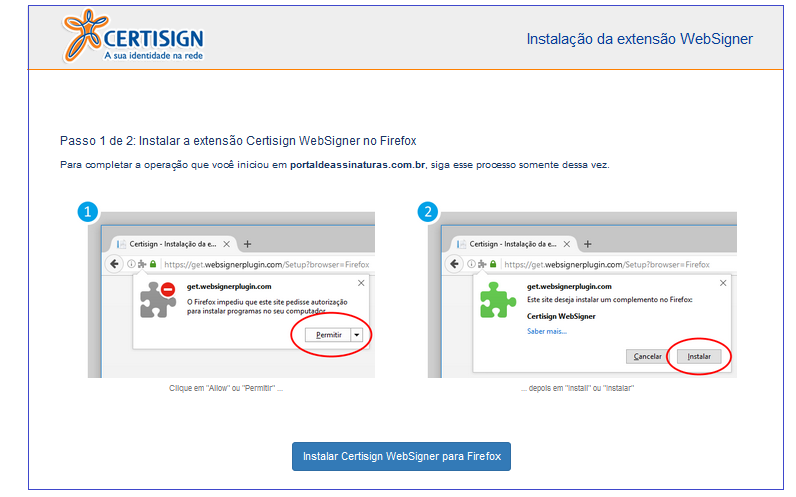 CERTISIGN
A sua identidade na rede
Instalação da extensão WebSigner
Passo 1 de 2: Instalar a extensão Certisign WebSigner no Firefox
Para completar a operação que você iniciou em portaldeassinaturas.com.br, siga esse processo somente dessa vez.
1
Certisign - Instalação da e... × +
https://get.websignerplugin.com/Setup?browser=Firefox
get.websignerplugin.com
O Firefox impediu que este site pedisse autorização
para instalar programas no seu computador.
Permitir
Clique em "Allow" ou "Permitir" ...
2
Certisign - Instalação da e... × +
https://get.websignerplugin.com/Setup?browser=Firefox
get.websignerplugin.com
Este site deseja instalar um complemento no Firefox:
Certisign WebSigner
Saber mais...
Cancelar Instalar
... depois em "Install" ou "Instalar"
Instalar Certisign WebSigner para Firefox